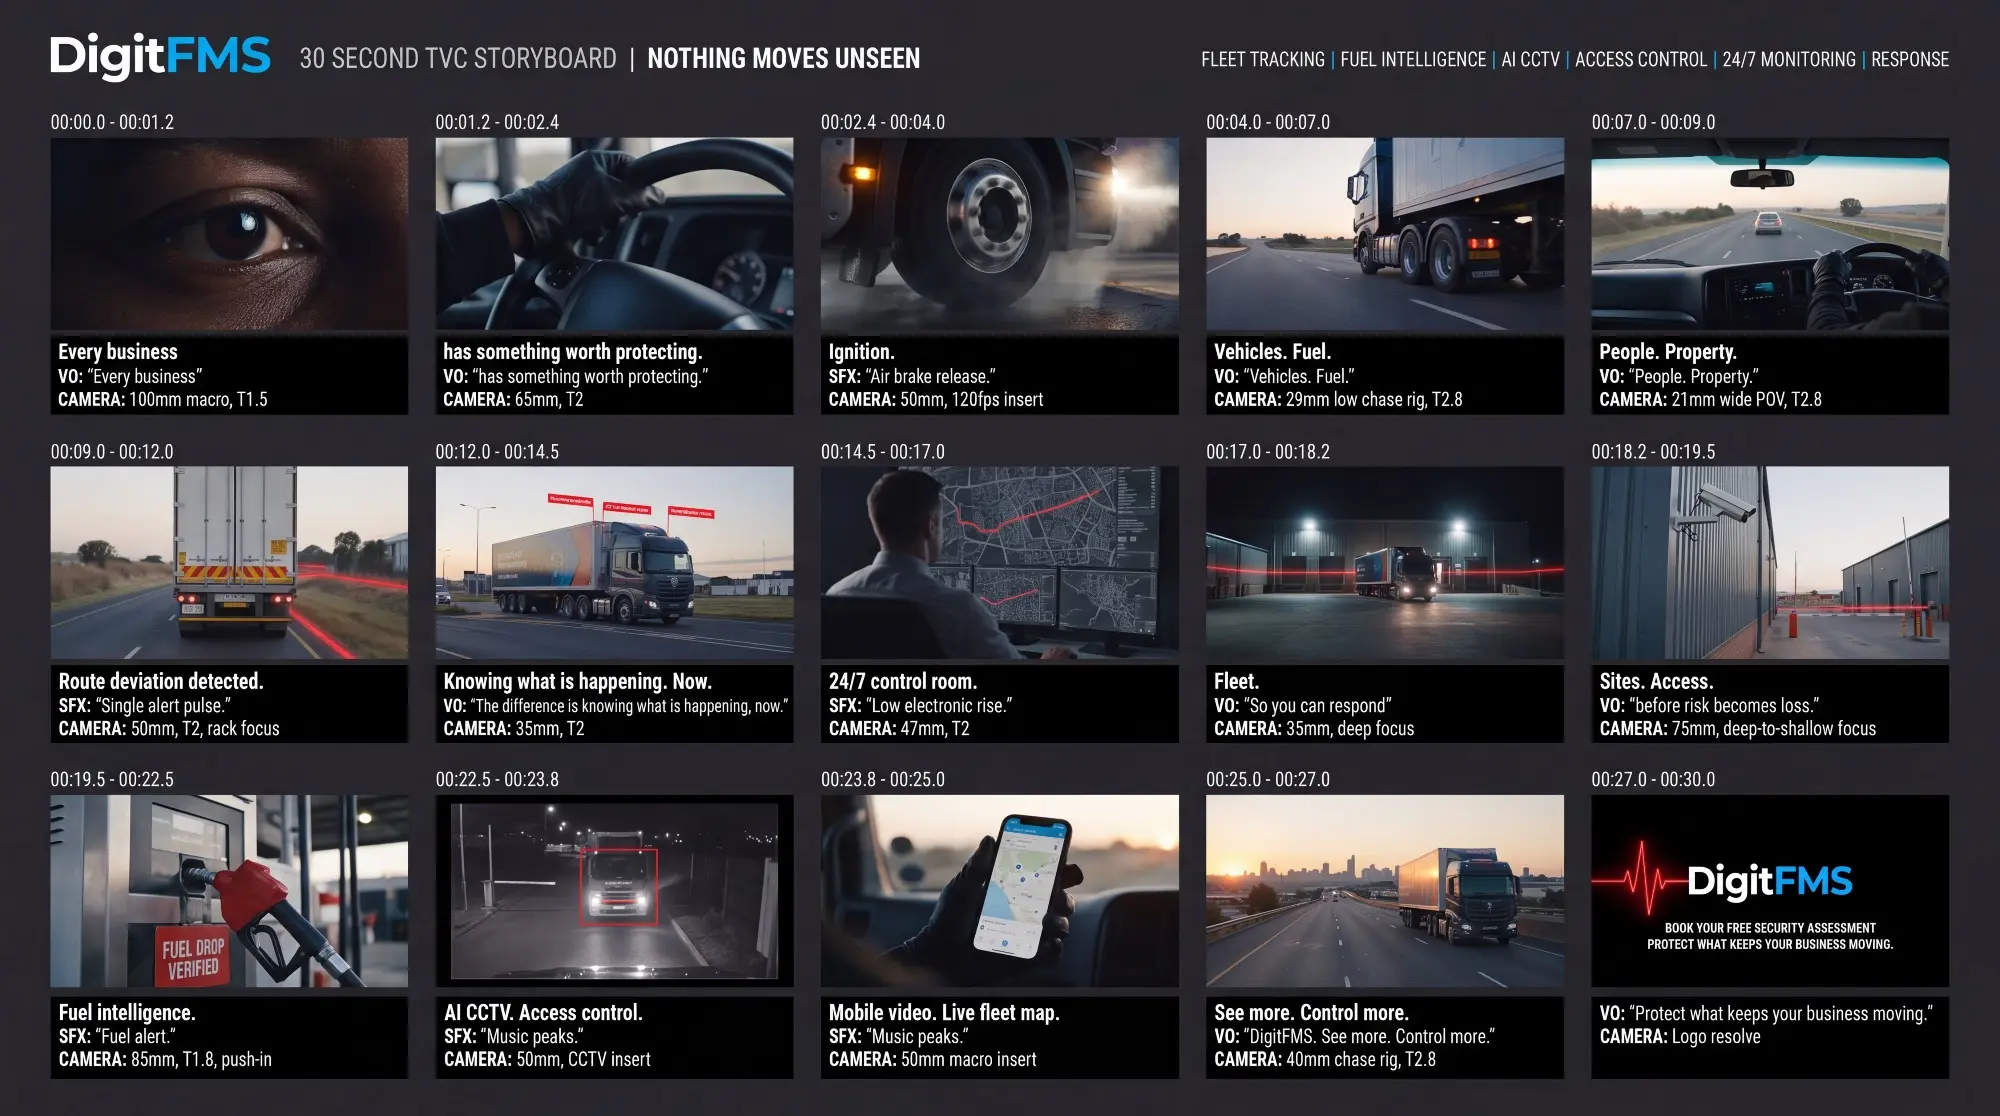 DigitFMS 30 SECOND TVC STORYBOARD | NOTHING MOVES UNSEEN
FLEET TRACKING | FUEL INTELLIGENCE | AI CCTV | ACCESS CONTROL | 24/7 MONITORING | RESPONSE
00:00.0 - 00:01.2
Every business
VO: “Every business”
CAMERA: 100mm macro, T1.5
00:01.2 - 00:02.4
has something worth protecting.
VO: “has something worth protecting.”
CAMERA: 65mm, T2
00:02.4 - 00:04.0
Ignition.
SFX: “Air brake release.”
CAMERA: 50mm, 120fps insert
00:04.0 - 00:07.0
Vehicles. Fuel.
VO: “Vehicles. Fuel.”
CAMERA: 29mm low chase rig, T2.8
00:07.0 - 00:09.0
People. Property.
VO: “People. Property.”
CAMERA: 21mm wide POV, T2.8
00:09.0 - 00:12.0
Route deviation detected.
SFX: “Single alert pulse.”
CAMERA: 50mm, T2, rack focus
00:12.0 - 00:14.5
Knowing what is happening. Now.
VO: “The difference is knowing what is happening, now.”
CAMERA: 35mm, T2
00:14.5 - 00:17.0
24/7 control room.
SFX: “Low electronic rise.”
CAMERA: 47mm, T2
00:17.0 - 00:18.2
Fleet.
VO: “So you can respond”
CAMERA: 35mm, deep focus
00:18.2 - 00:19.5
Sites. Access.
VO: “before risk becomes loss.”
CAMERA: 75mm, deep-to-shallow focus
00:19.5 - 00:22.5
FUEL DROP
VERIFIED
Fuel intelligence.
SFX: “Fuel alert.“
CAMERA: 85mm, T1.8, push-in
00:22.5 - 00:23.8
AI CCTV. Access control.
SFX: “Music peaks.“
CAMERA: 50mm, CCTV insert
00:23.8 - 00:25.0
Mobile video. Live fleet map.
SFX: “Music peaks.”
CAMERA: 50mm macro insert
00:25.0 - 00:27.0
See more. Control more.
VO: “DigitFMS. See more. Control more.”
CAMERA: 40mm chase rig, T2.8
00:27.0 - 00:30.0
DigitFMS
BOOK YOUR FREE SECURITY ASSESSMENT
PROTECT WHAT KEEPS YOUR BUSINESS MOVING.
VO: “Protect what keeps your business moving.”
CAMERA: Logo resolve